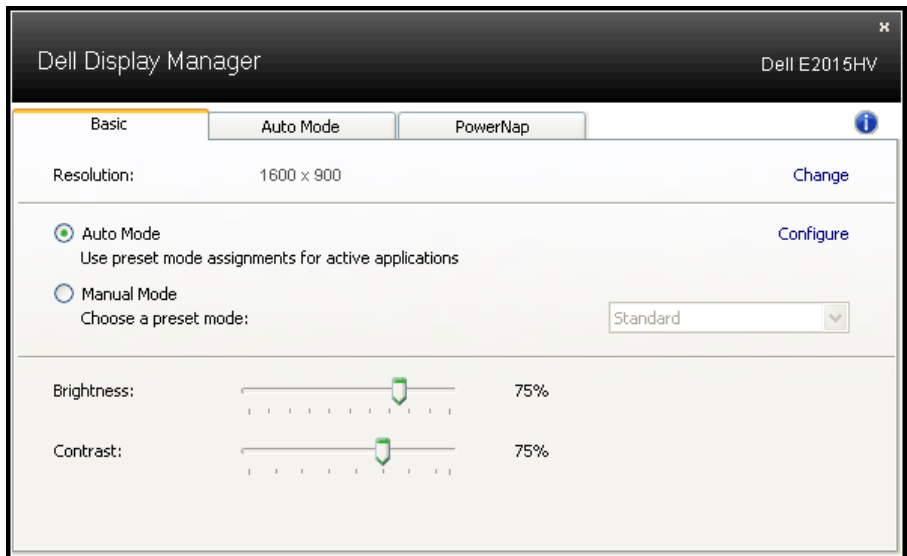 x
Dell Display Manager
Dell E2015HV
Basic
Auto Mode
PowerNap
i
Resolution:
1600 x 900
Change
Auto Mode
Configure
Use preset mode assignments for active applications
Manual Mode
Choose a preset mode:
Standard
Brightness:
75%
Contrast:
75%